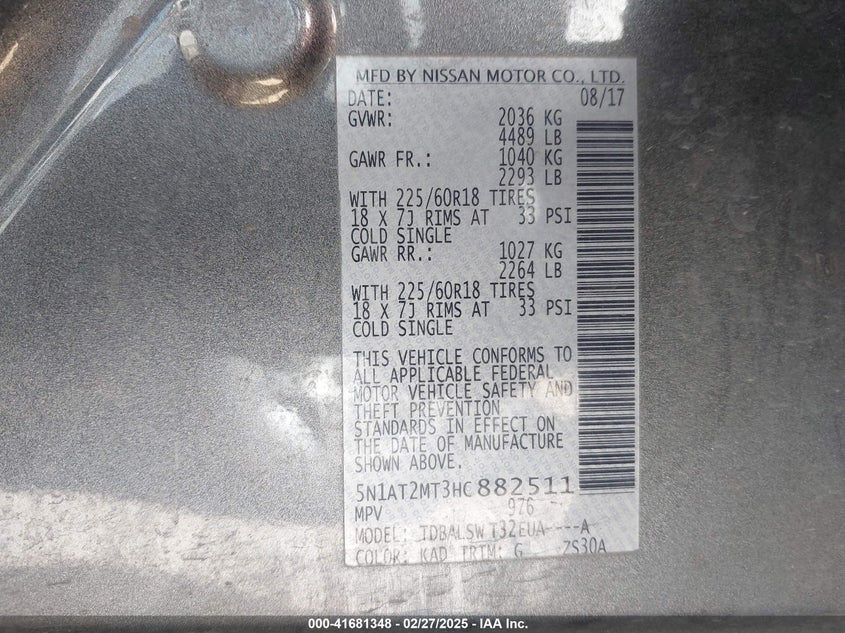 MFD BY NISSAN MOTOR CO., LTD.
DATE: 08/17
GVWR: 2036 KG
4489 LB
GAWR FR.: 1040 KG
2293 LB
WITH 225/60R18 TIRES
18 X 7J RIMS AT 33 PSI
COLD SINGLE
GAWR RR.: 1027 KG
2264 LB
WITH 225/60R18 TIRES
18 X 7J RIMS AT 33 PSI
COLD SINGLE
THIS VEHICLE CONFORMS TO
ALL APPLICABLE FEDERAL
MOTOR VEHICLE SAFETY AND
THEFT PREVENTION
STANDARDS IN EFFECT ON
THE DATE OF MANUFACTURE
SHOWN ABOVE.
5N1AT2MT3HC882511
MPV 976
MODEL: TDBALSW T32EUA----A
COLOR: KAD TRIM: G ZS30A
000-41681348 - 02/27/2025 - IAA Inc.